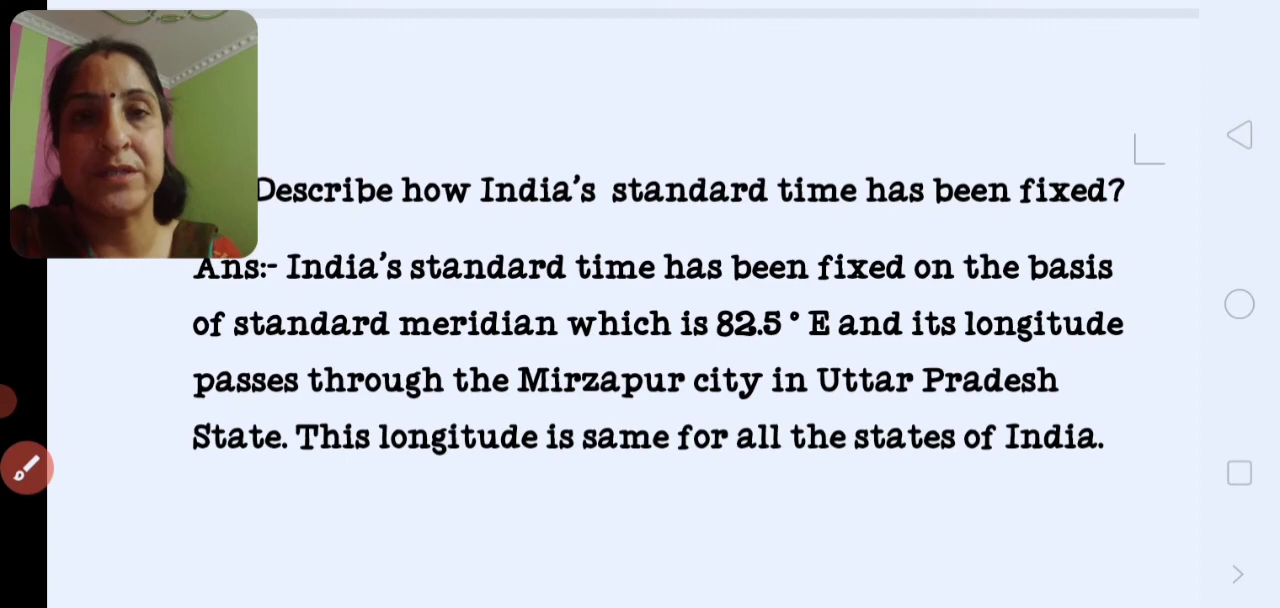 Describe how India's standard time has been fixed?
Ans:- India's standard time has been fixed on the basis
of standard meridian which is 82.5° E and its longitude
passes through the Mirzapur city in Uttar Pradesh
State. This longitude is same for all the states of India.